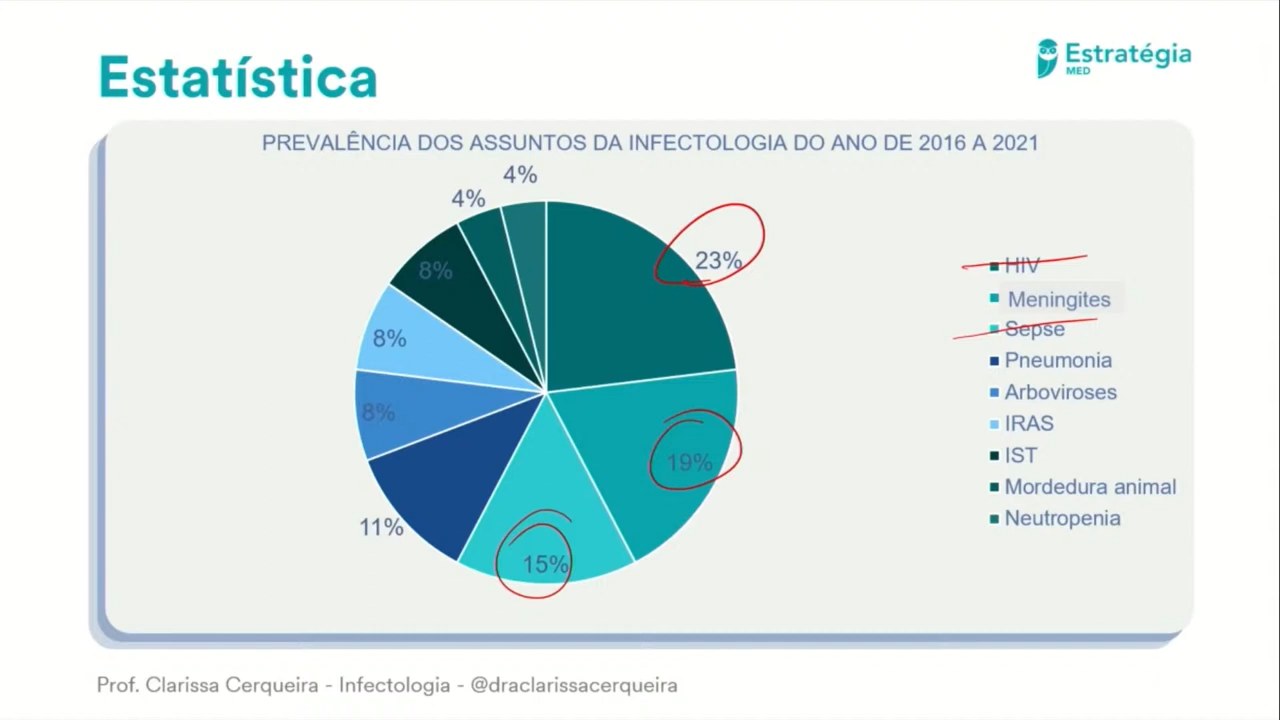 Estatística
Estratégia
MED
PREVALÊNCIA DOS ASSUNTOS DA INFECTOLOGIA DO ANO DE 2016 A 2021
4%
4%
23%
8%
8%
8%
19%
11%
15%
HIV
Meningites
Sepse
Pneumonia
Arboviroses
IRAS
IST
Mordedura animal
Neutropenia
Prof. Clarissa Cerqueira - Infectologia - @draclarissacerqueira